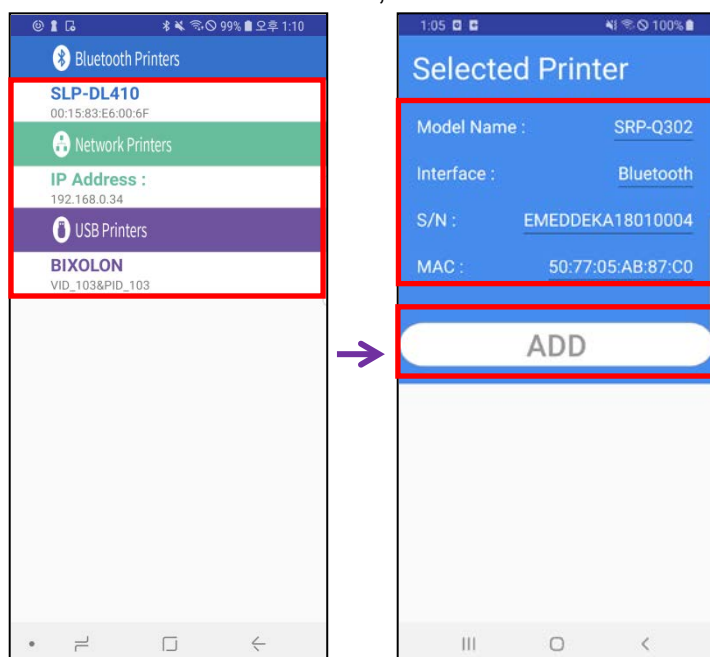 99% 오후 1:10
Bluetooth Printers
SLP-DL410
00:15:83:E6:00:6F
Network Printers
IP Address :
192.168.0.34
USB Printers
BIXOLON
VID_103&PID_103
1:05 100%
Selected Printer
Model Name : SRP-Q302
Interface : Bluetooth
S/N : EMEDDEKA18010004
MAC : 50:77:05:AB:87:C0
ADD